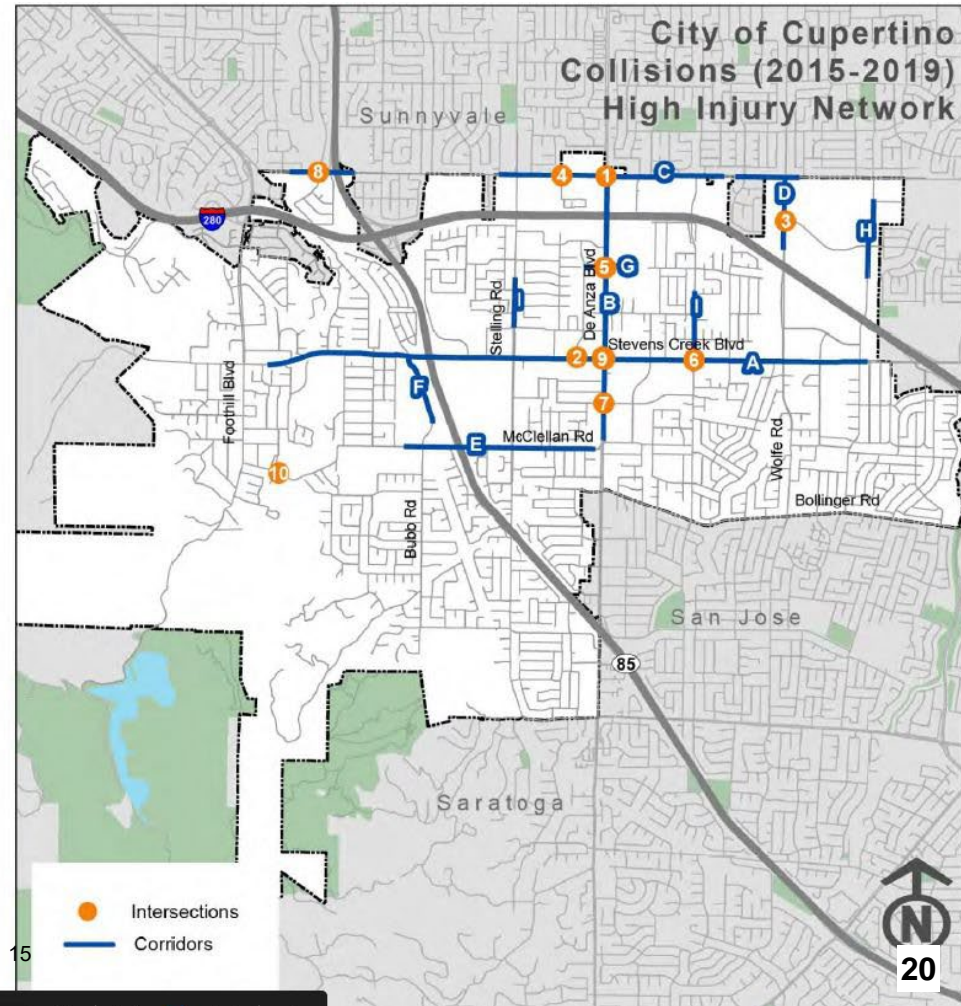 City of Cupertino
Collisions (2015-2019)
High Injury Network
Sunnyvale
8
4
1
C
D
3
280
H
5
G
De Anza Blvd
B
Stelling Rd
I
I
Stevens Creek Blvd
2
9
6
A
F
7
Foothill Blvd
McClellan Rd
E
10
Wolfe Rd
Bollinger Rd
Bubb Rd
San Jose
85
Saratoga
Intersections
Corridors
15
N
20